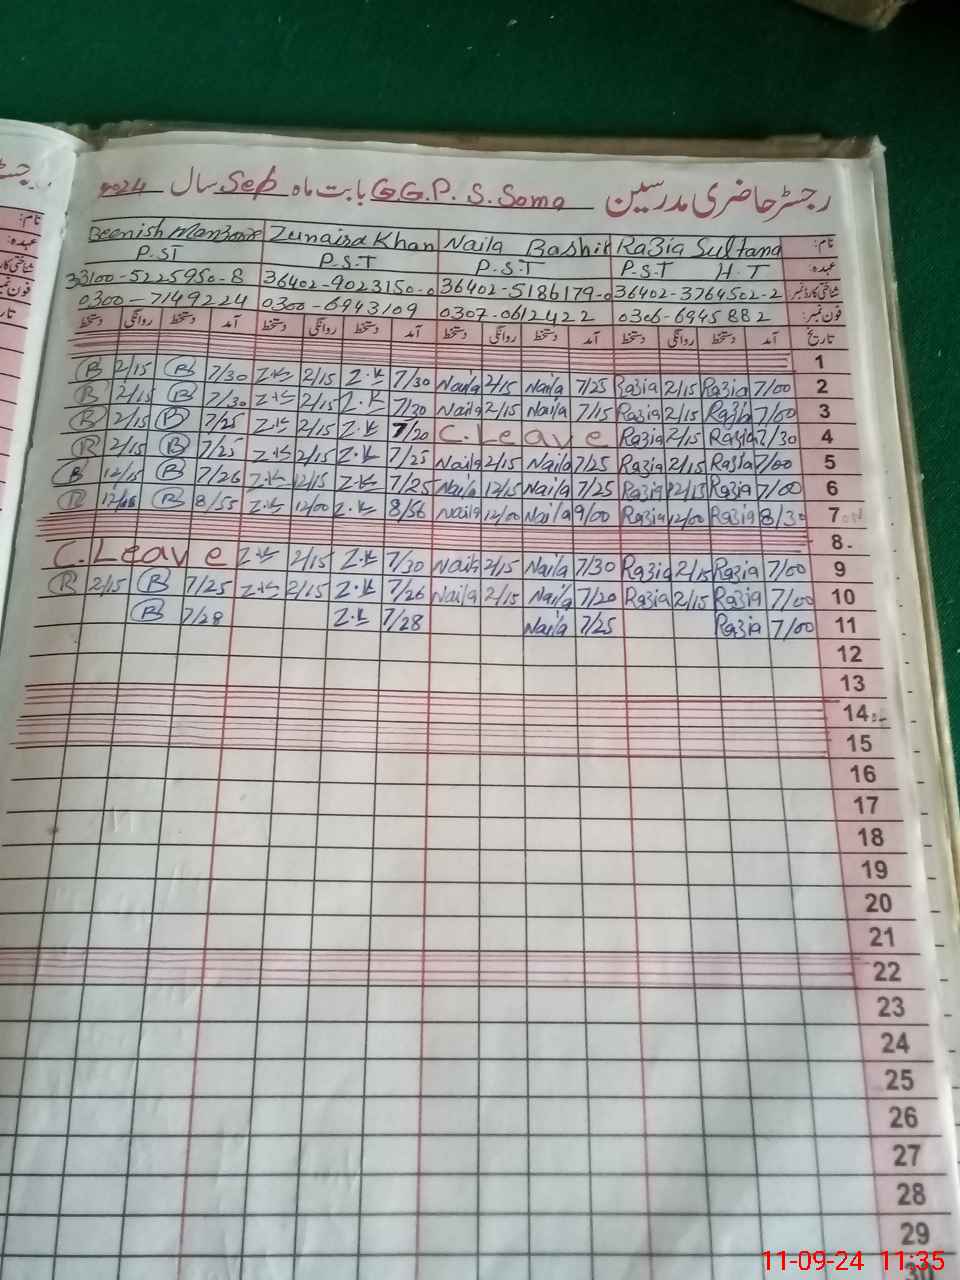 رجسٹر حاضری مدرسین G.G.P.S. Soma بابت ماہ Sep سال 2024
نام: Razia Sultana Naila Bashir Zunaira Khan Beenish Manzoor
عہدہ: P.S.T H.T P.S.T P.S.T P.ST
شناختی کارڈ نمبر 36402-3764502-2 36402-5186179-0 36402-9023150-0 33100-5225950-8
فون نمبر: 0306-6945882 0307-0612422 0300-6943109 0300-7149224
تاریخ آمد دستخط روانگی دستخط آمد دستخط روانگی دستخط آمد دستخط روانگی دستخط آمد دستخط روانگی دستخط
1
2 7/00 Razia 2/15 Razia 7/25 Naila 2/15 Naila 7/30 Z.K 2/15 Z.K 7/30 B 2/15 B
3 7/00 Razia 2/15 Razia 7/15 Naila 2/15 Naila 7/20 Z.K 2/15 Z.K 7/30 B 2/15 B
4 7/30 Razia 2/15 Razia C.Leave 7/20 Z.K 2/15 Z.K 7/25 B 2/15 B
5 7/00 Razia 2/15 Razia 7/25 Naila 2/15 Naila 7/25 Z.K 2/15 Z.K 7/25 B 2/15 B
6 7/00 Razia 12/15 Razia 7/25 Naila 12/15 Naila 7/25 Z.K 12/15 Z.K 7/26 B 12/15 B
7 8/30 Razia 12/00 Razia 9/00 Naila 12/00 Naila 8/56 Z.K 12/00 Z.K 8/55 B B
8
9 7/00 Razia 2/15 Razia 7/30 Naila 2/15 Naila 7/30 Z.K 2/15 Z.K C.Leave
10 7/00 Razia 2/15 Razia 7/20 Naila 2/15 Naila 7/26 Z.K 2/15 Z.K 7/25 B 2/15 B
11 7/00 Razia 7/25 Naila 7/28 Z.K 7/28 B
12
13
14
15
16
17
18
19
20
21
22
23
24
25
26
27
28
29
30
11-09-24 11:35